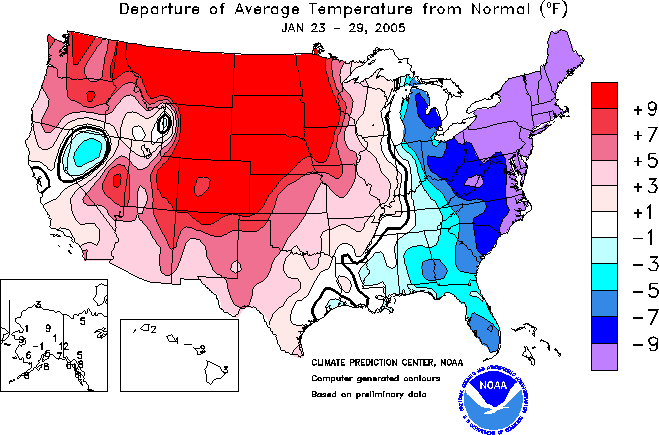 Departure of Average Temperature from Normal (°F)
JAN 23 - 29, 2005
+9
+7
+5
+3
+1
-1
-3
-5
-7
-9
CLIMATE PREDICTION CENTER, NOAA
Computer generated contours
Based on preliminary data
NOAA